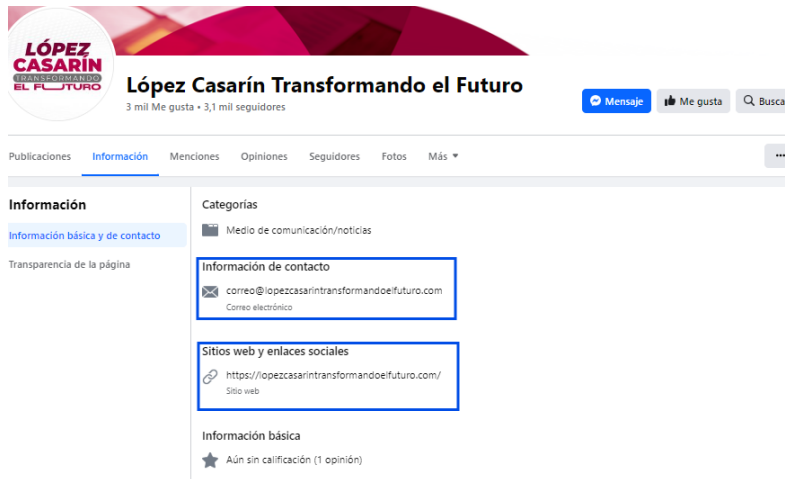 LÓPEZ
CASARÍN
TRANSFORMANDO
EL FUTURO
López Casarín Transformando el Futuro
3 mil Me gusta • 3,1 mil seguidores
Mensaje
Me gusta
Busca
Publicaciones
Información
Menciones
Opiniones
Seguidores
Fotos
Más
Información
Información básica y de contacto
Transparencia de la página
Categorías
Medio de comunicación/noticias
Información de contacto
correo@lopezcasarintransformandoelfuturo.com
Correo electrónico
Sitios web y enlaces sociales
https://lopezcasarintransformandoelfuturo.com/
Sitio web
Información básica
Aún sin calificación (1 opinión)